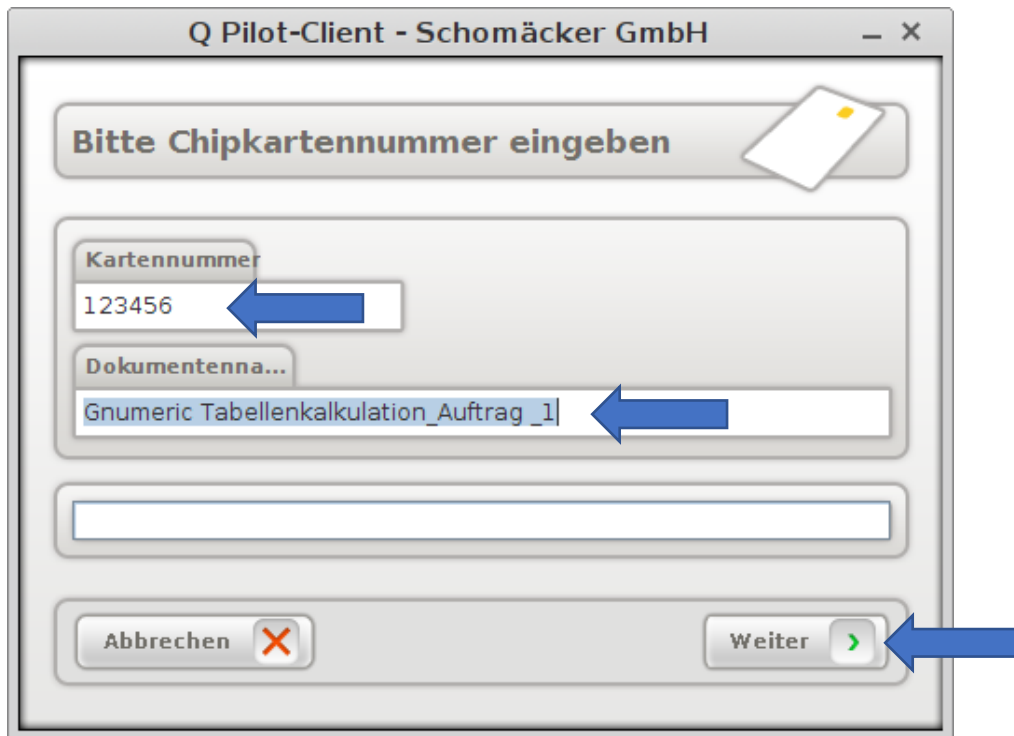 Q Pilot-Client - Schomäcker GmbH
Bitte Chipkartennummer eingeben
Kartennummer
123456
Dokumentenna...
Gnumeric Tabellenkalkulation_Auftrag _1
Abbrechen
Weiter